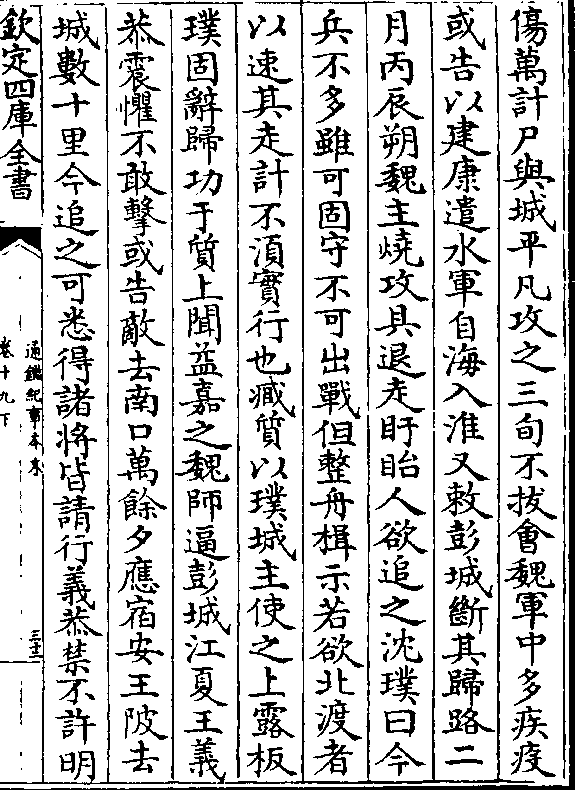 傷萬計尸與城平凡攻之三旬不拔會魏軍中多疾疫
或告以建康遣水軍自海入淮又敕彭城斷其歸路二
月丙辰朔魏主燒攻具退走盱眙人欲追之沈璞曰今
兵不多雖可固守不可出戰但整舟楫示若欲北渡者
以速其走計不須實行也臧質以璞城主使之上露板
璞固辭歸功于質上聞益嘉之魏師逼彭城江夏王義
恭震懼不敢擊或告敵去南口萬餘夕應宿安王陂去
城數十里今追之可悉得諸將皆請行義恭禁不許明
欽定四庫全書
通鑑紀事本末
卷十九下
三十二